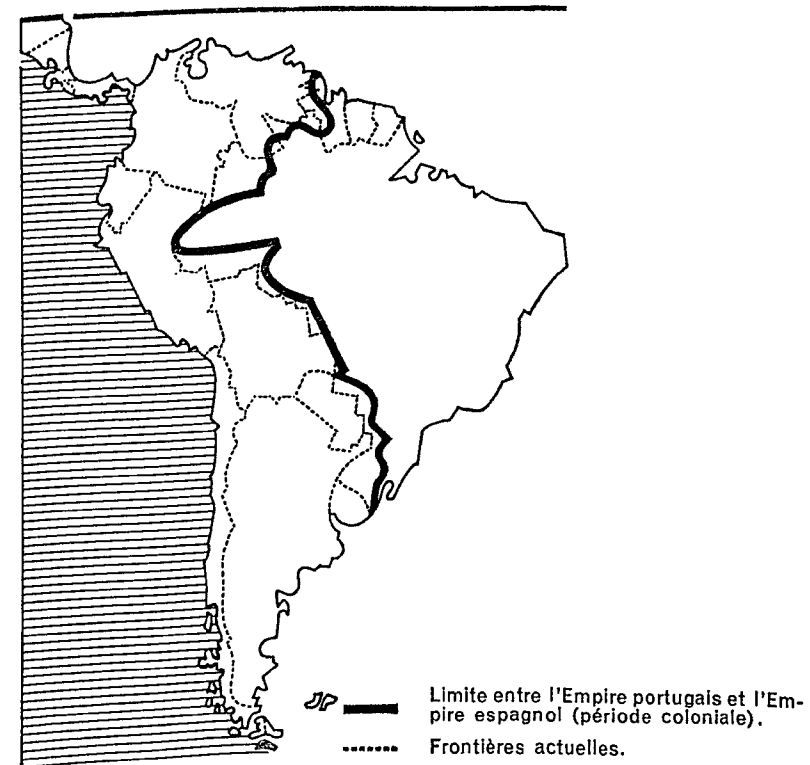 Limite entre l'Empire portugais et l'Em-
pire espagnol (période coloniale).
Frontières actuelles.